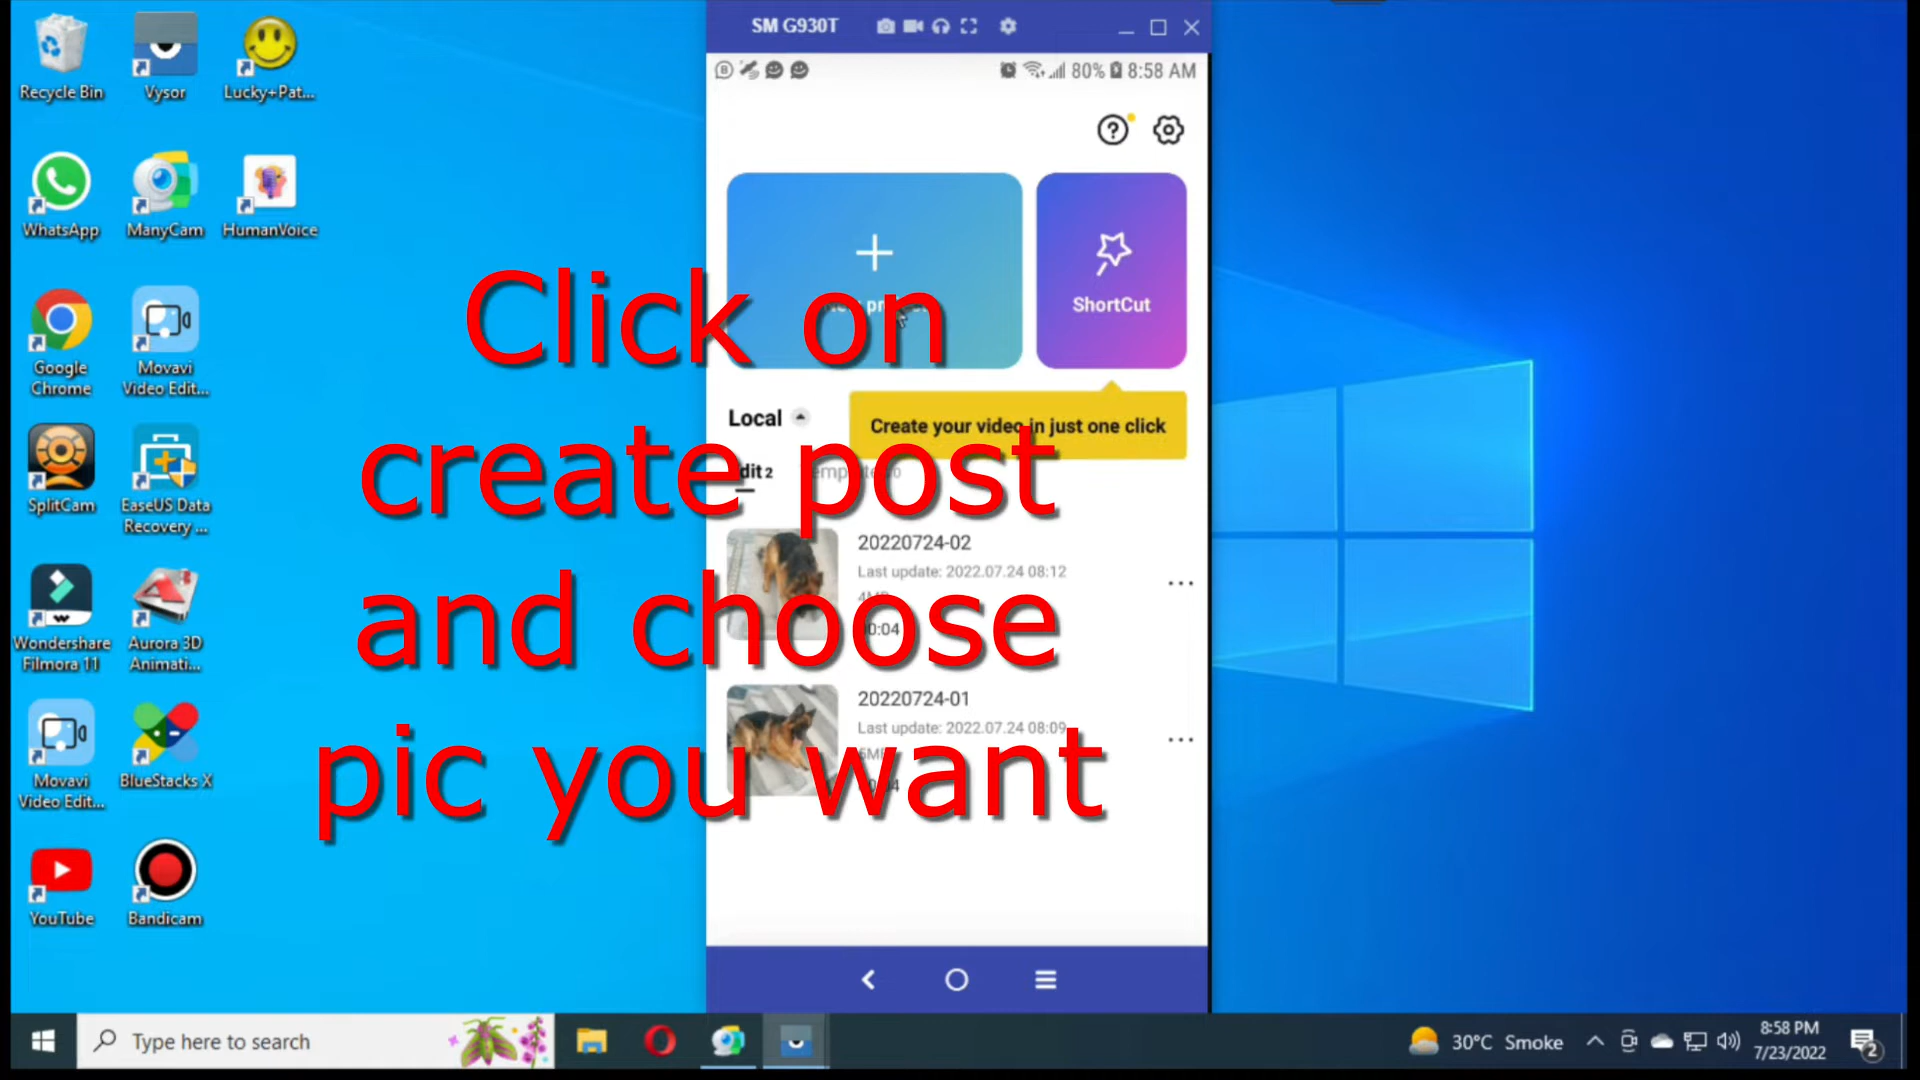 SM G930T
80% 8:58 AM
Recycle Bin
Vysor
Lucky+Pat...
WhatsApp
ManyCam
HumanVoice
ShortCut
Google
Chrome
Movavi
Video Edit...
Click on
create post
and choose
pic you want
Local
Create your video in just one click
SplitCam
EaseUS Data
Recovery ...
20220724-02
Last update: 2022.07.24 08:12
Wondershare
Filmora 11
Aurora 3D
Animati...
20220724-01
Last update: 2022.07.24 08:09
Movavi
Video Edit...
BlueStacks X
YouTube
Bandicam
Type here to search
30°C Smoke
8:58 PM
7/23/2022
2